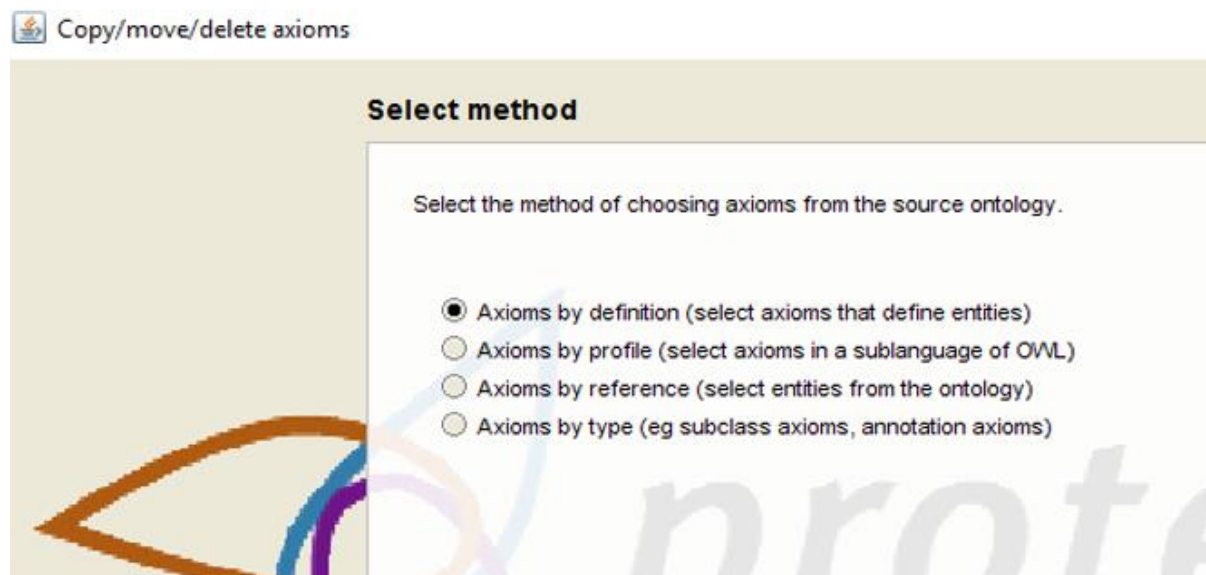 Copy/move/delete axioms
Select method
Select the method of choosing axioms from the source ontology.
Axioms by definition (select axioms that define entities)
Axioms by profile (select axioms in a sublanguage of OWL)
Axioms by reference (select entities from the ontology)
Axioms by type (eg subclass axioms, annotation axioms)
prote